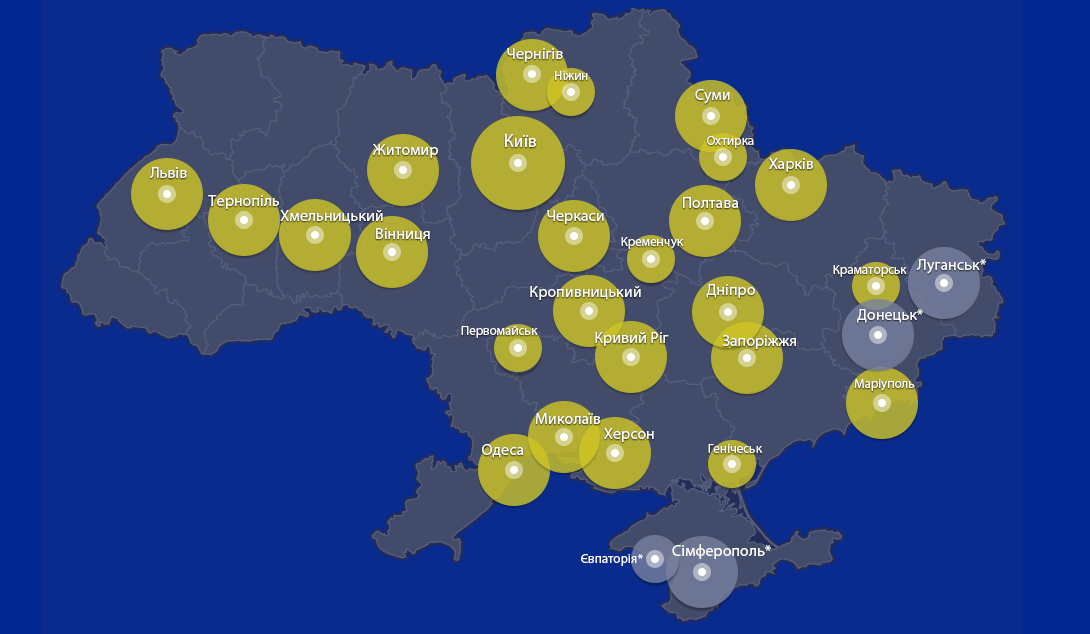 Чернігів
Ніжин
Суми
Охтирка
Київ
Житомир
Харків
Львів
Тернопіль
Хмельницький
Вінниця
Черкаси
Полтава
Кременчук
Луганськ*
Краматорськ
Кропивницький
Дніпро
Донецьк*
Первомайськ
Кривий Ріг
Запоріжжя
Маріуполь
Миколаїв
Херсон
Одеса
Генічеськ
Сімферополь*
Євпаторія*